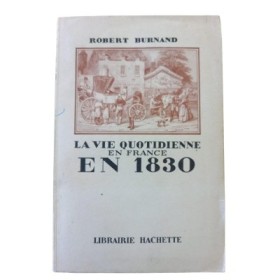 ROBERT BURNAND
LA VIE QUOTIDIENNE
EN FRANCE
EN 1830
LIBRAIRIE HACHETTE